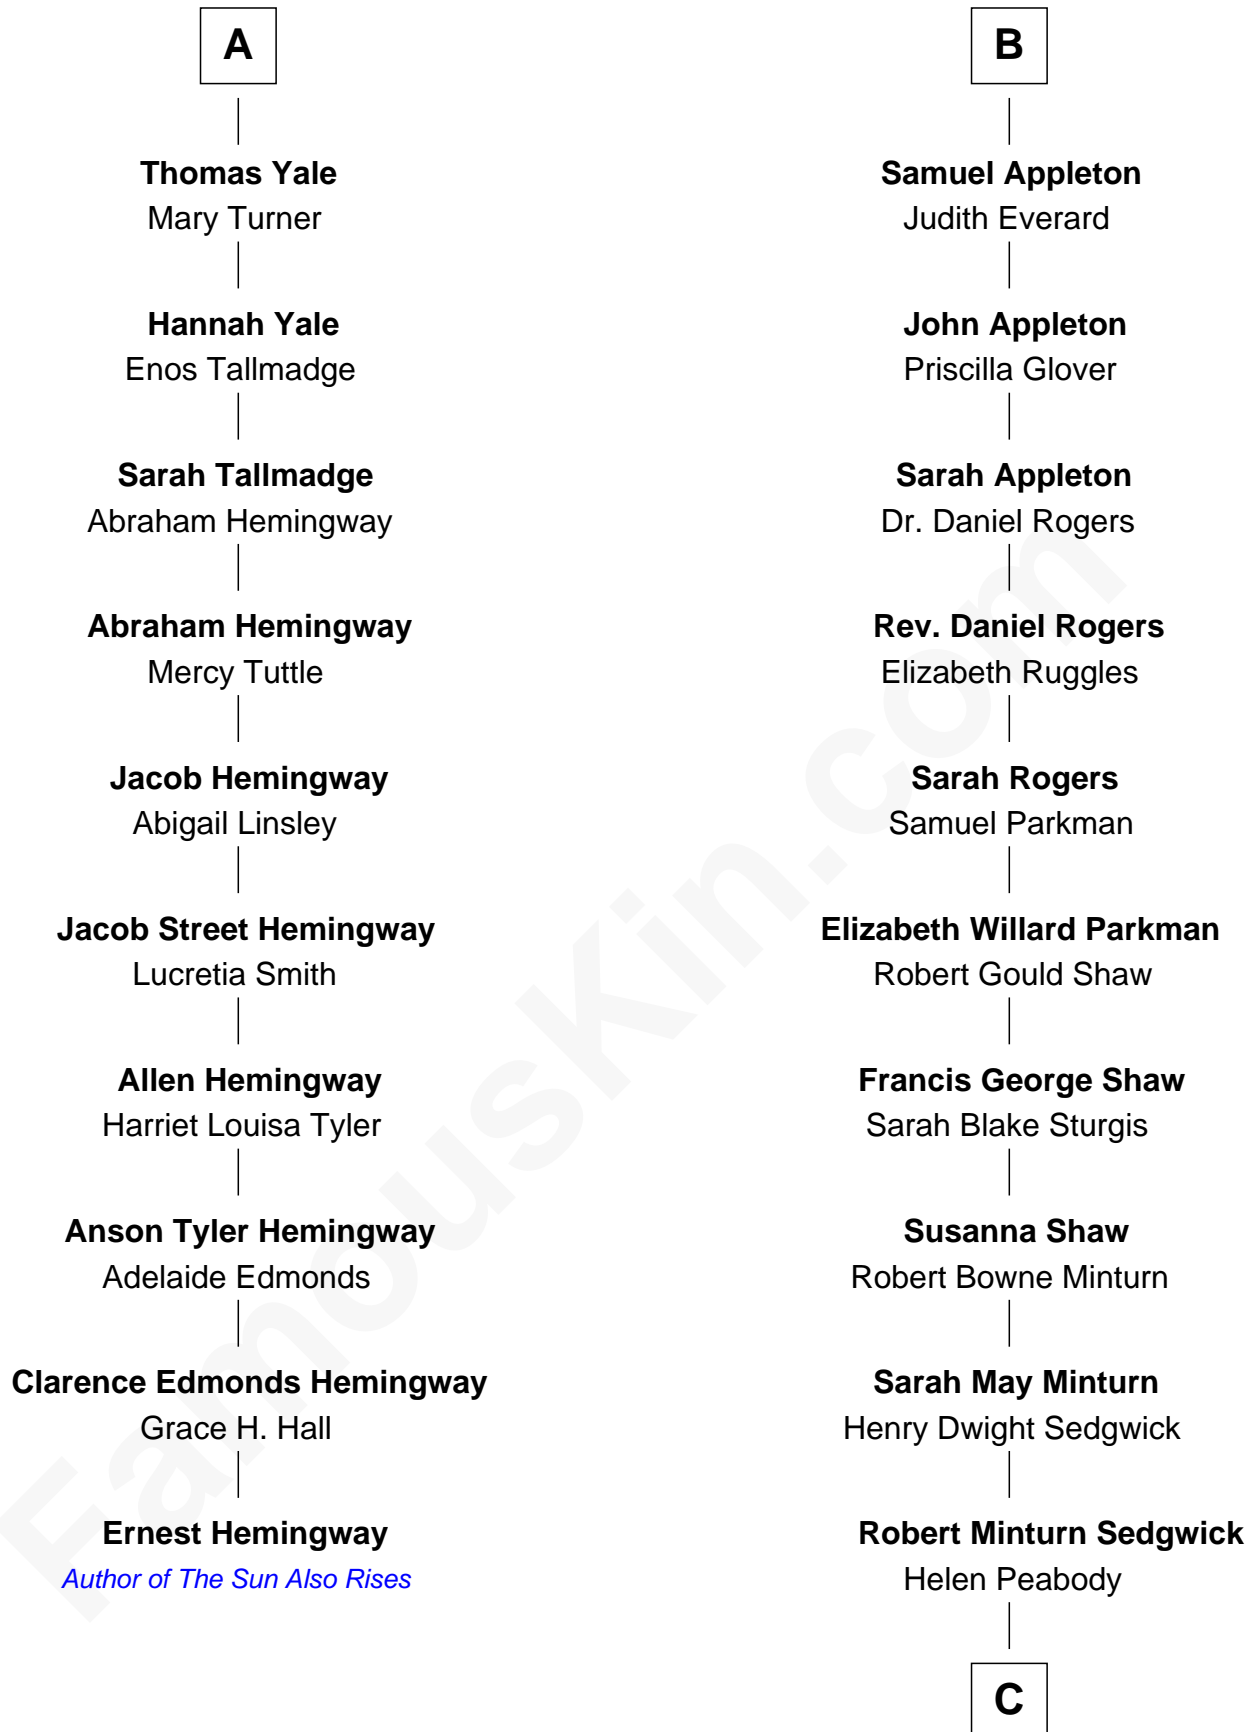 A
Thomas Yale
Mary Turner
Hannah Yale
Enos Tallmadge
Sarah Tallmadge
Abraham Hemingway
Abraham Hemingway
Mercy Tuttle
Jacob Hemingway
Abigail Linsley
Jacob Street Hemingway
Lucretia Smith
Allen Hemingway
Harriet Louisa Tyler
Anson Tyler Hemingway
Adelaide Edmonds
Clarence Edmonds Hemingway
Grace H. Hall
Ernest Hemingway
Author of The Sun Also Rises
B
Samuel Appleton
Judith Everard
John Appleton
Priscilla Glover
Sarah Appleton
Dr. Daniel Rogers
Rev. Daniel Rogers
Elizabeth Ruggles
Sarah Rogers
Samuel Parkman
Elizabeth Willard Parkman
Robert Gould Shaw
Francis George Shaw
Sarah Blake Sturgis
Susanna Shaw
Robert Bowne Minturn
Sarah May Minturn
Henry Dwight Sedgwick
Robert Minturn Sedgwick
Helen Peabody
C
FamousKin.com